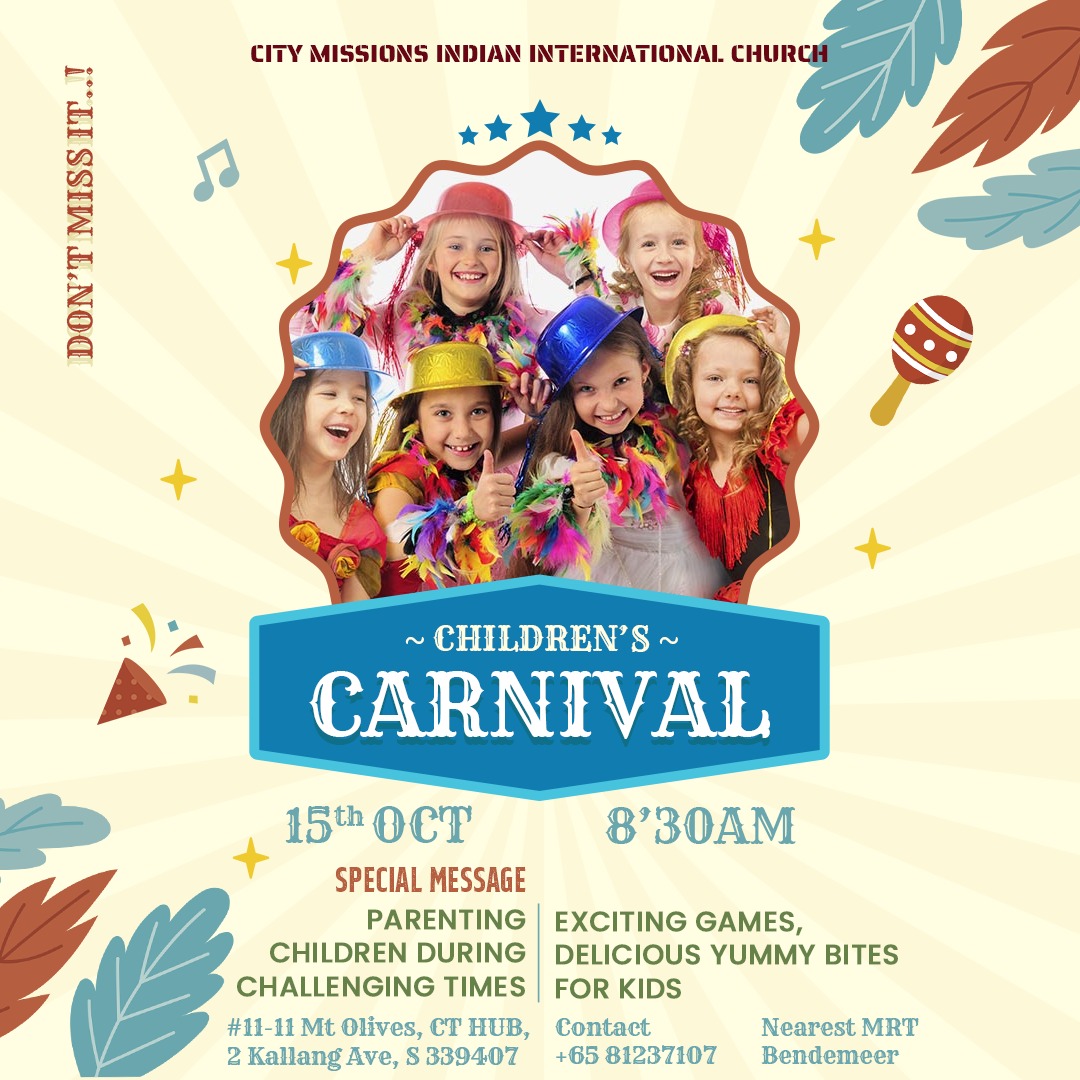 CITY MISSIONS INDIAN INTERNATIONAL CHURCH
DON'T MISS IT..!!
~ CHILDREN'S ~
CARNIVAL
15th OCT
8'30AM
SPECIAL MESSAGE
PARENTING
CHILDREN DURING
CHALLENGING TIMES
EXCITING GAMES,
DELICIOUS YUMMY BITES
FOR KIDS
#11-11 Mt Olives, CT HUB,
2 Kallang Ave, S 339407
Contact
+65 81237107
Nearest MRT
Bendemeer